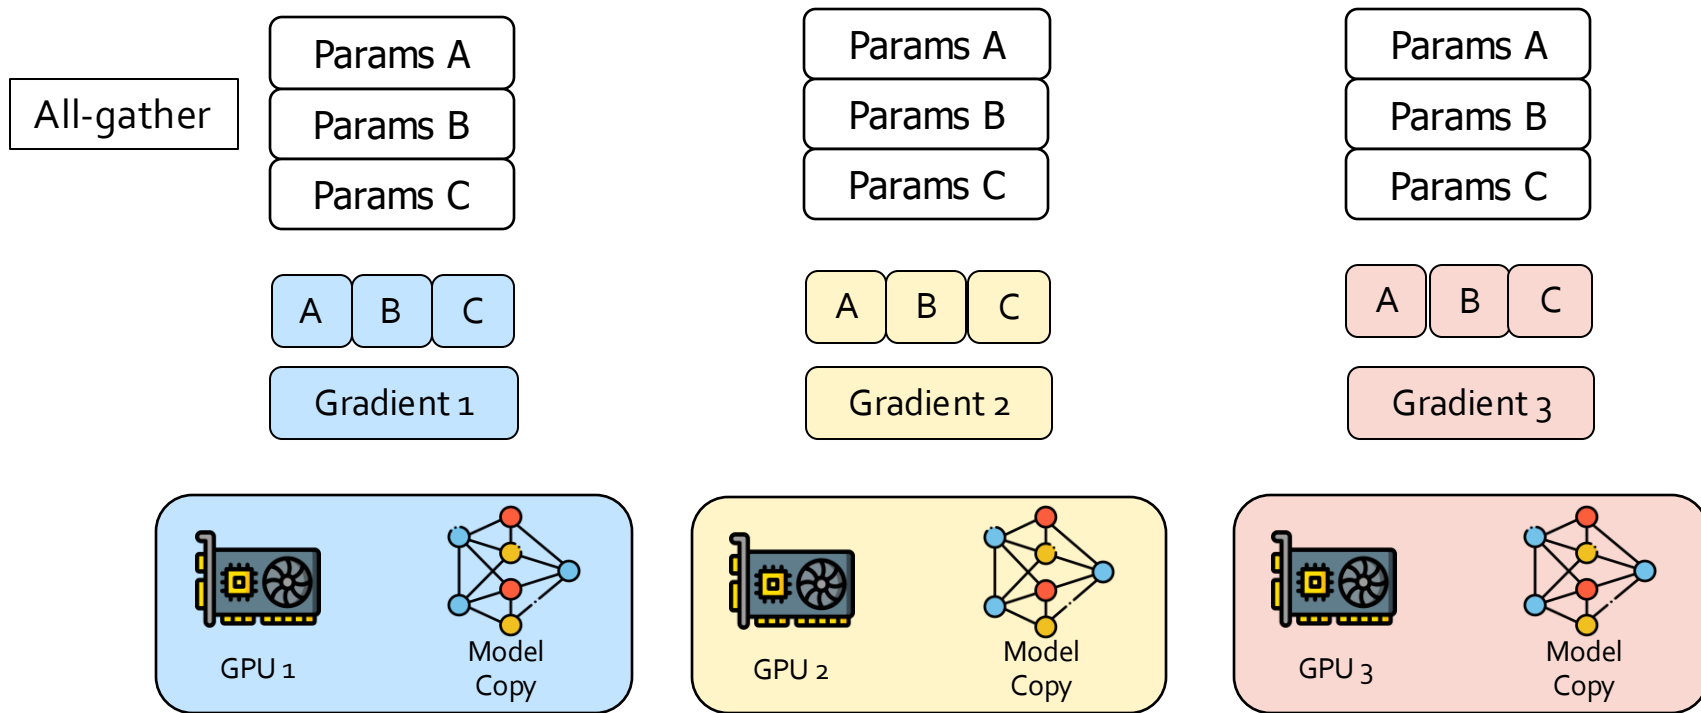 Params A
Params A
Params A
All-gather
Params B
Params B
Params B
Params C
Params C
Params C
A B C
A B C
A B C
Gradient 1
Gradient 2
Gradient 3
GPU 1
Model
Copy
GPU 2
Model
Copy
GPU 3
Model
Copy